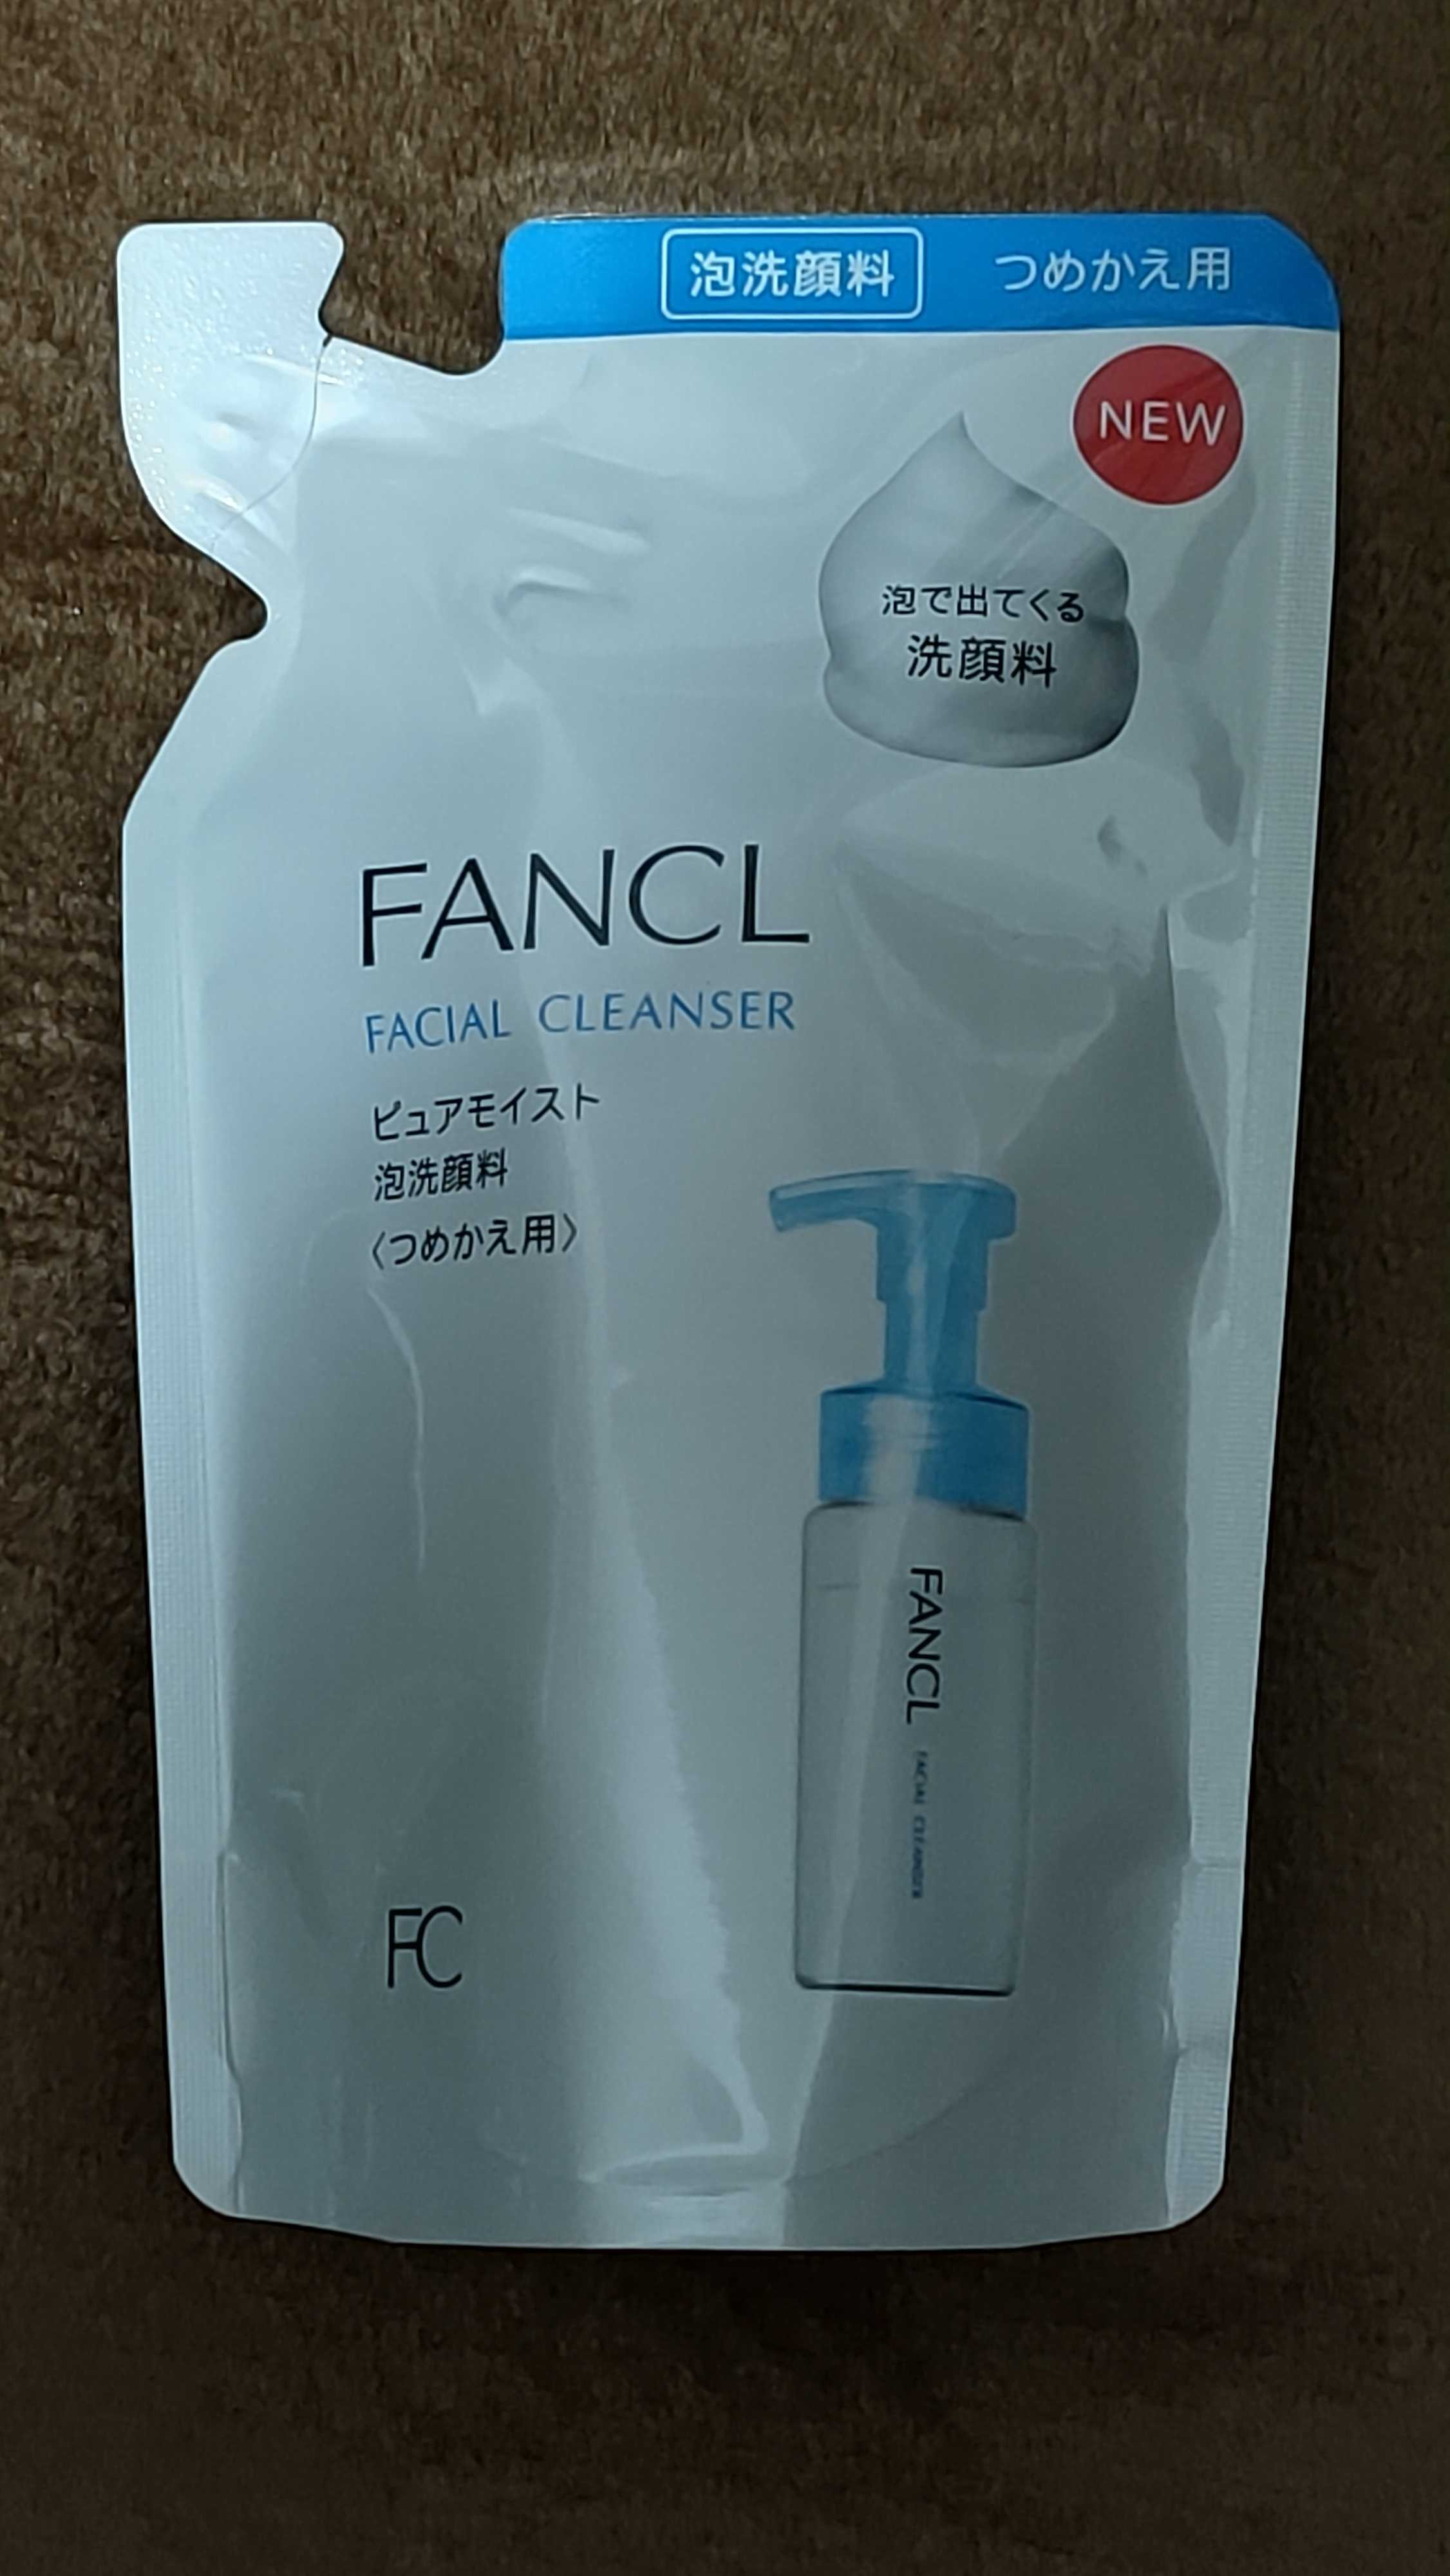 泡洗顔料 つめかえ用
NEW
泡で出てくる
洗顔料
FANCL
FACIAL CLEANSER
ピュアモイスト
泡洗顔料
〈つめかえ用〉
FANCL FACIAL CLEANSER
FC